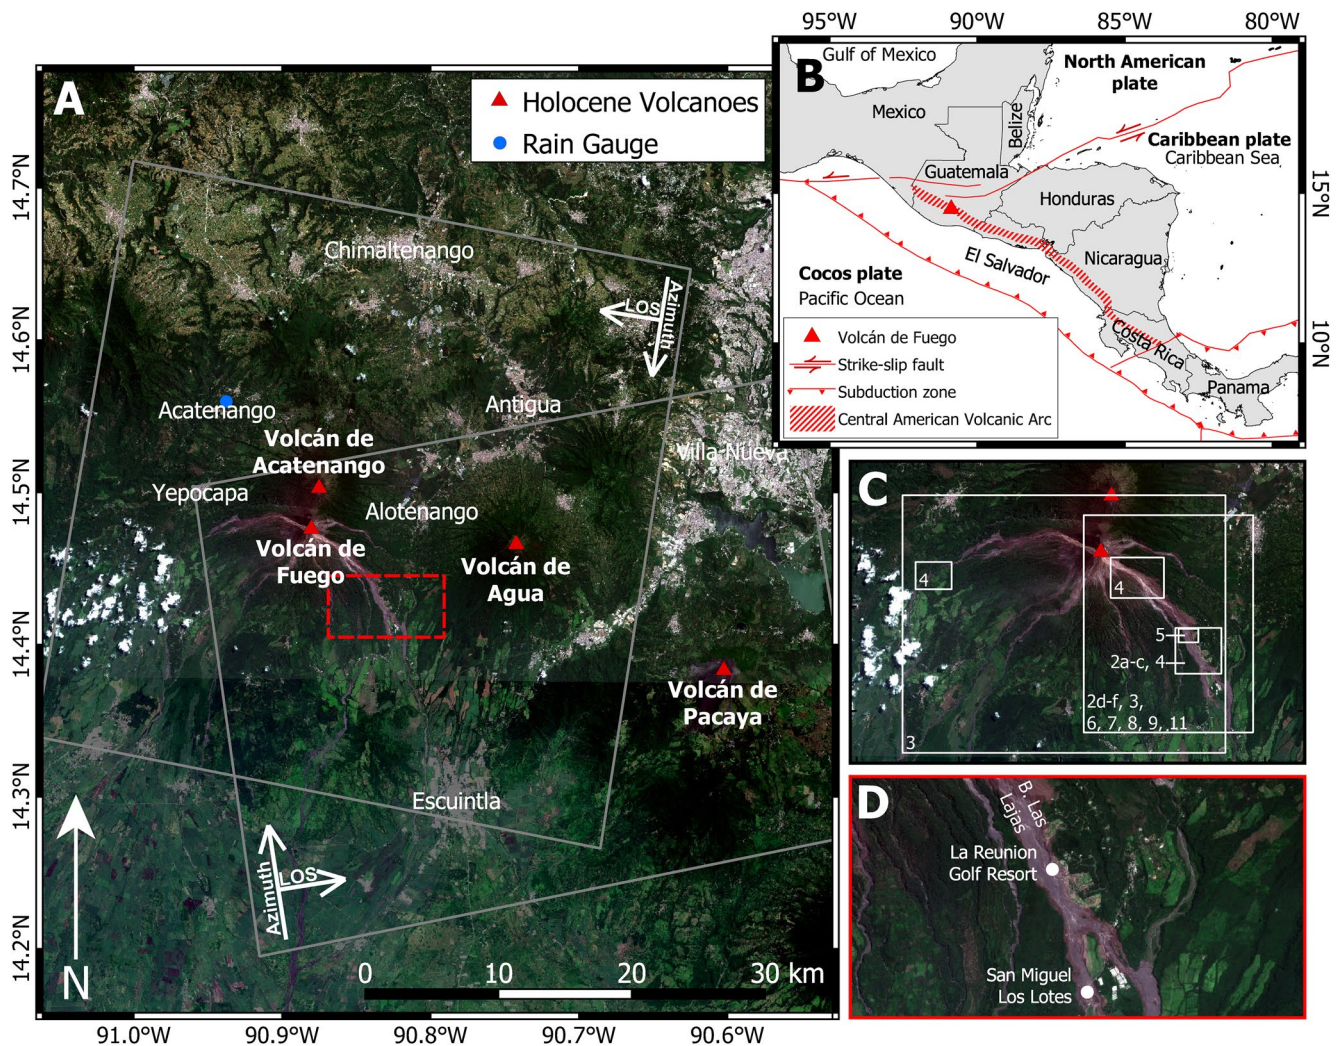 A
Holocene Volcanoes
Rain Gauge
Chimaltenango
LOS
Azimuth
Acatenango
Antigua
Volcán de
Acatenango
Villa Nueva
Yepocapa
Alotenango
Volcán de
Fuego
Volcán de
Agua
Volcán de
Pacaya
Escuintla
Azimuth
LOS
N
0 10 20 30 km
14.7°N
14.6°N
14.5°N
14.4°N
14.3°N
14.2°N
91.0°W 90.9°W 90.8°W 90.7°W 90.6°W
95°W 90°W 85°W 80°W
B
Gulf of Mexico
North American
plate
Mexico
Belize
Caribbean plate
Caribbean Sea
Guatemala
Honduras
15°N
El Salvador
Nicaragua
Cocos plate
Pacific Ocean
Costa Rica
Panama
10°N
Volcán de Fuego
Strike-slip fault
Subduction zone
Central American Volcanic Arc
C
4
4
5
2a-c, 4
2d-f, 3,
6, 7, 8, 9, 11
3
D
B. Las
Lajas
La Reunion
Golf Resort
San Miguel
Los Lotes